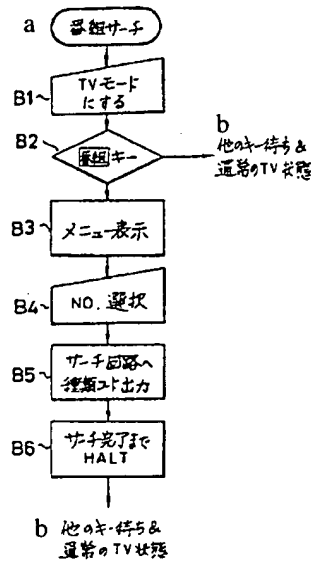 a 番組サーチ
B1 TVモード
にする
B2 番組キー
b
他のキー待ち&
通常のTV状態
B3 メニュー表示
B4 NO.選択
B5 サーチ回路へ
種類コード出力
B6 サーチ完了まで
HALT
b 他のキー待ち&
通常のTV状態